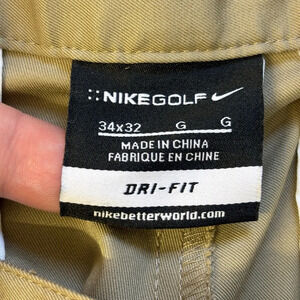 NIKEGOLF
34x32 G G
MADE IN CHINA
FABRIQUE EN CHINE
DRI-FIT
nikebetterworld.com